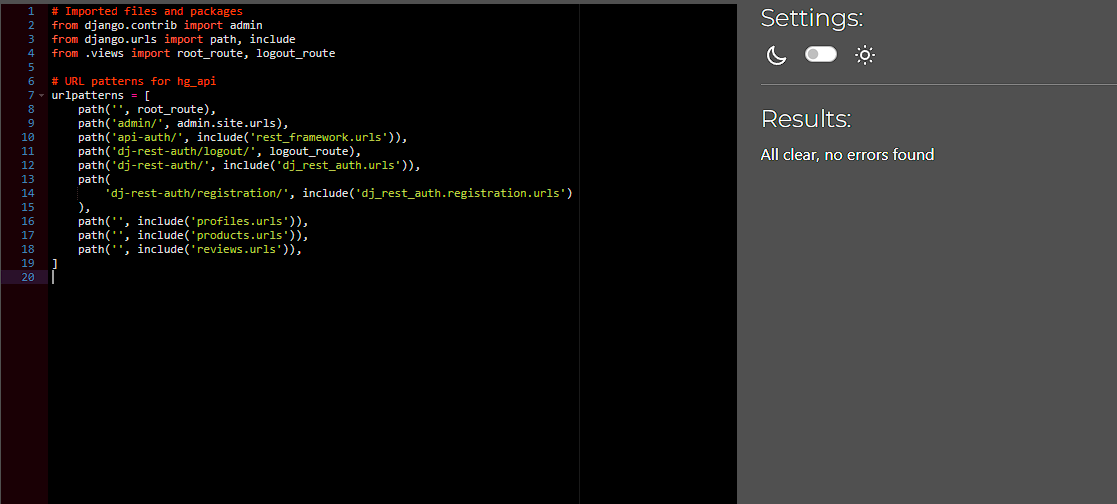 1 # Imported files and packages
2 from django.contrib import admin
3 from django.urls import path, include
4 from .views import root_route, logout_route
5
6 # URL patterns for hg_api
7 urlpatterns = [
8     path('', root_route),
9     path('admin/', admin.site.urls),
10     path('api-auth/', include('rest_framework.urls')),
11     path('dj-rest-auth/logout/', logout_route),
12     path('dj-rest-auth/', include('dj_rest_auth.urls')),
13     path(
14         'dj-rest-auth/registration/', include('dj_rest_auth.registration.urls')
15     ),
16     path('', include('profiles.urls')),
17     path('', include('products.urls')),
18     path('', include('reviews.urls')),
19 ]
20
Settings:
Results:
All clear, no errors found